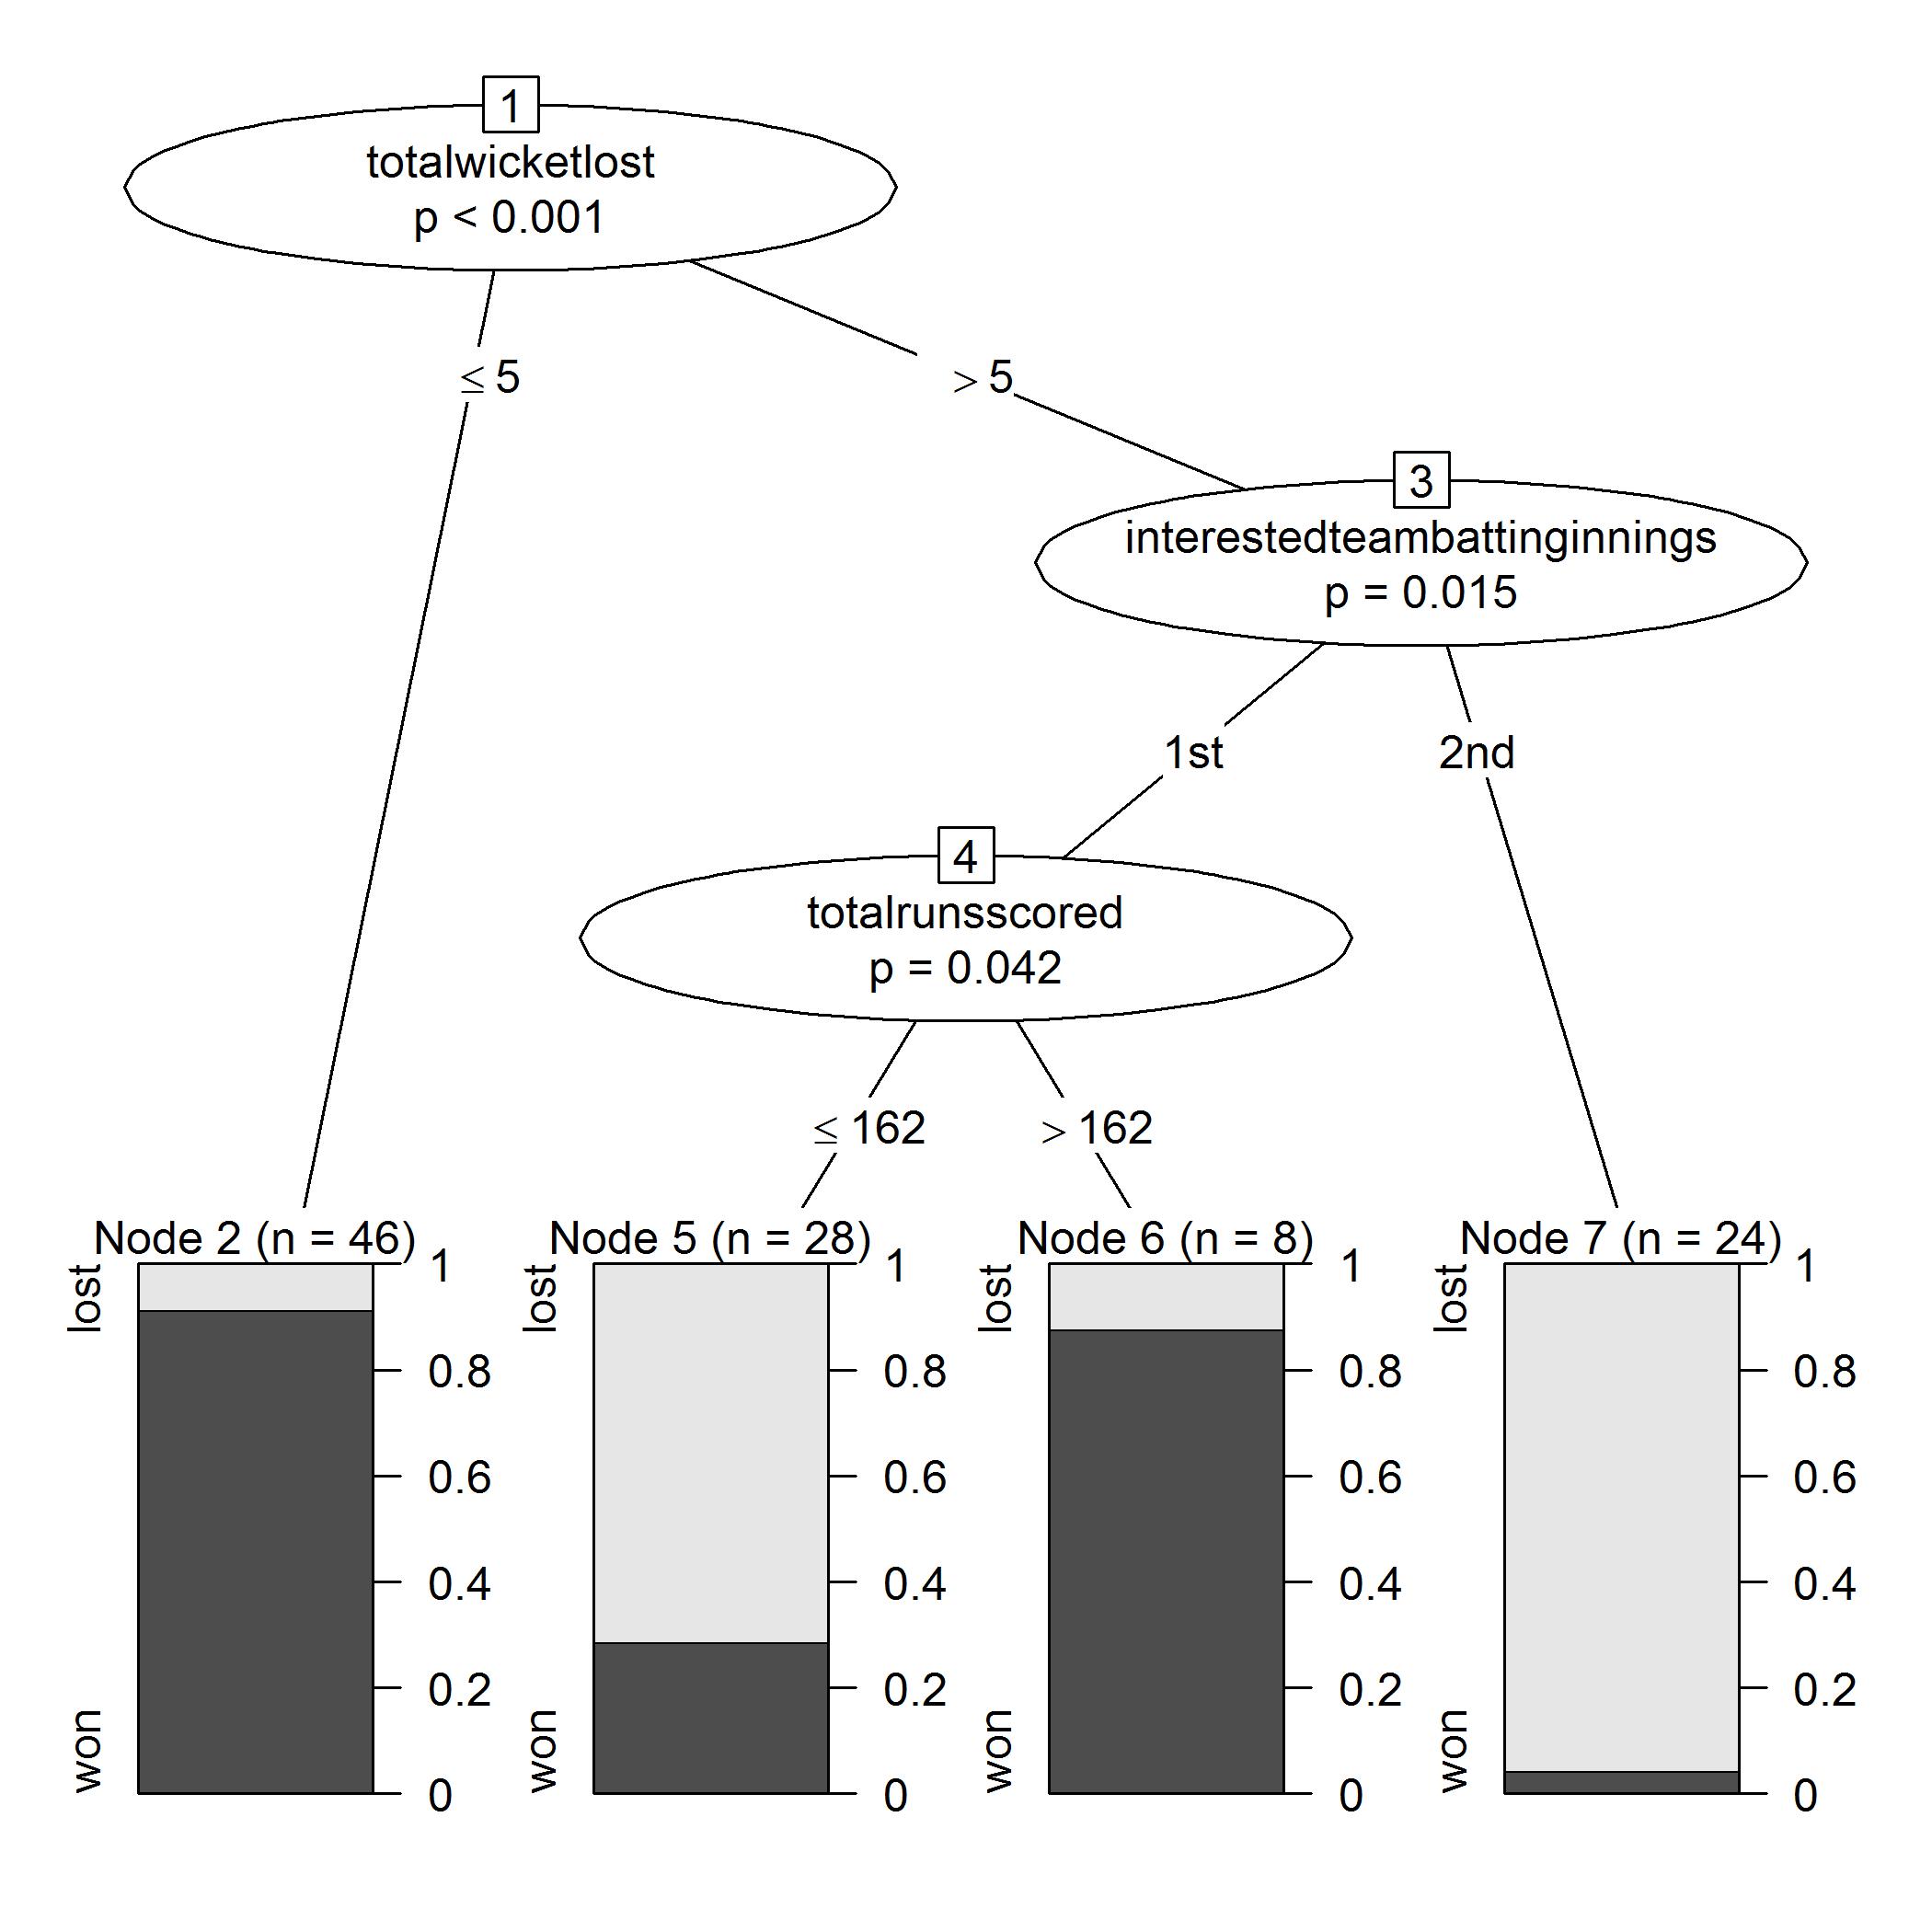 1
totalwicketlost
p < 0.001
≤ 5
> 5
3
interestedteambattinginnings
p = 0.015
1st
2nd
4
totalrunsscored
p = 0.042
≤ 162
> 162
Node 2 (n = 46)
lost
won
1
0.8
0.6
0.4
0.2
0
Node 5 (n = 28)
lost
won
1
0.8
0.6
0.4
0.2
0
Node 6 (n = 8)
lost
won
1
0.8
0.6
0.4
0.2
0
Node 7 (n = 24)
lost
won
1
0.8
0.6
0.4
0.2
0